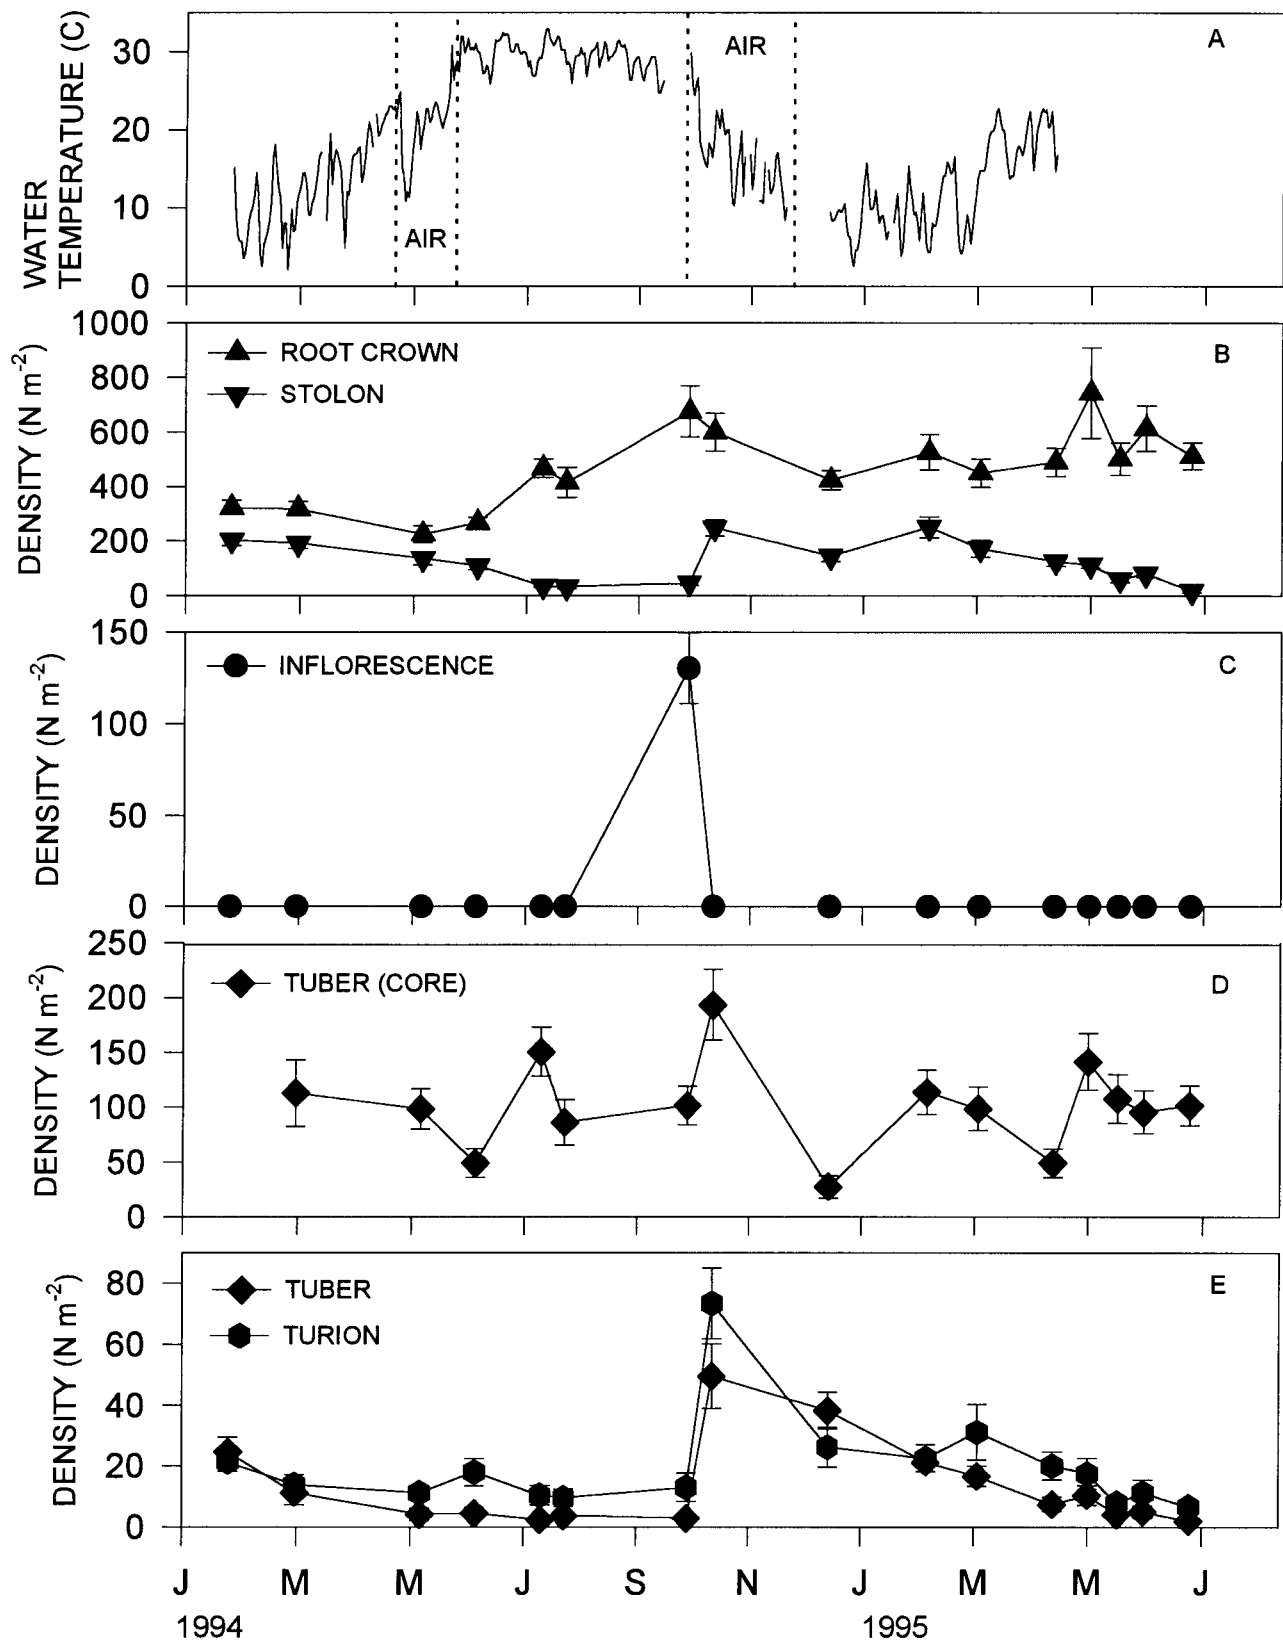 WATER
TEMPERATURE (C)
30
20
10
0
AIR
AIR
A
DENSITY (N m-2)
1000
800
600
400
200
0
ROOT CROWN
STOLON
B
DENSITY (N m-2)
150
100
50
0
INFLORESCENCE
C
DENSITY (N m-2)
250
200
150
100
50
0
TUBER (CORE)
D
DENSITY (N m-2)
80
60
40
20
0
TUBER
TURION
E
J M M J S N J M M J
1994 1995